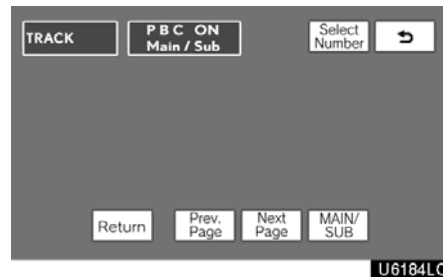 TRACK
PBC ON
Main / Sub
Select
Number
Return
Prev.
Page
Next
Page
MAIN/
SUB
U6184LC